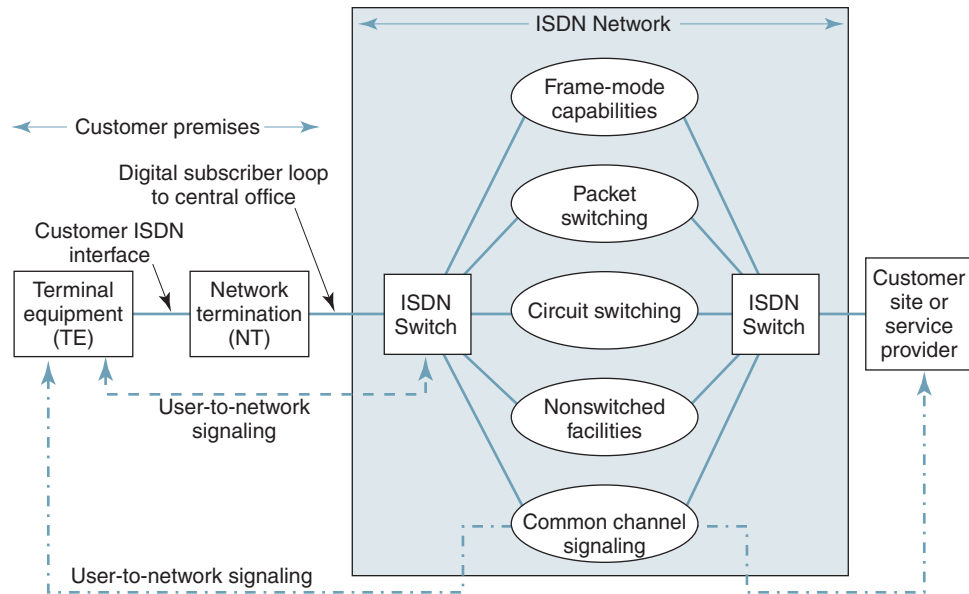 ISDN Network
Frame-mode
capabilities
Customer premises
Digital subscriber loop
to central office
Packet
switching
Customer ISDN
interface
Terminal
equipment
(TE)
Network
termination
(NT)
ISDN
Switch
Circuit switching
ISDN
Switch
Customer
site or
service
provider
User-to-network
signaling
Nonswitched
facilities
Common channel
signaling
User-to-network signaling